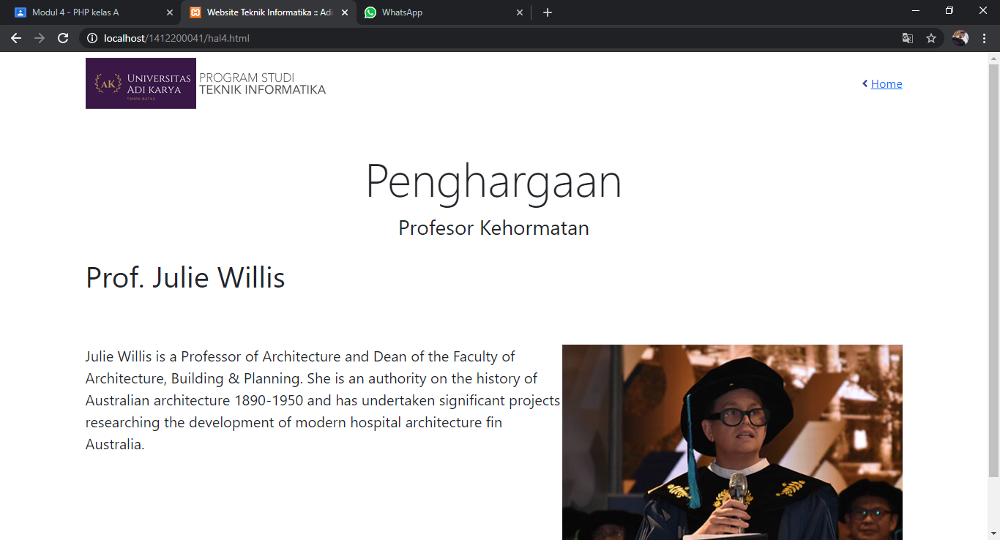 Modul 4 - PHP kelas A
Website Teknik Informatika :: Adi
WhatsApp
localhost/1412200041/hal4.html
AK
UNIVERSITAS
ADI KARYA
TANPA BATAS
PROGRAM STUDI
TEKNIK INFORMATIKA
Home
Penghargaan
Profesor Kehormatan
Prof. Julie Willis
Julie Willis is a Professor of Architecture and Dean of the Faculty of
Architecture, Building & Planning. She is an authority on the history of
Australian architecture 1890-1950 and has undertaken significant projects
researching the development of modern hospital architecture fin
Australia.